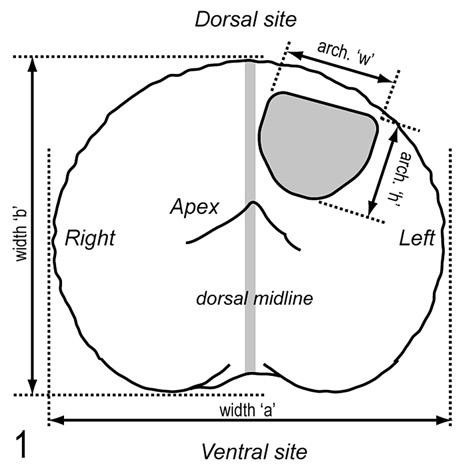 Dorsal site
arch. 'w'
arch. 'h'
width 'b'
Apex
Right
Left
dorsal midline
width 'a'
1
Ventral site